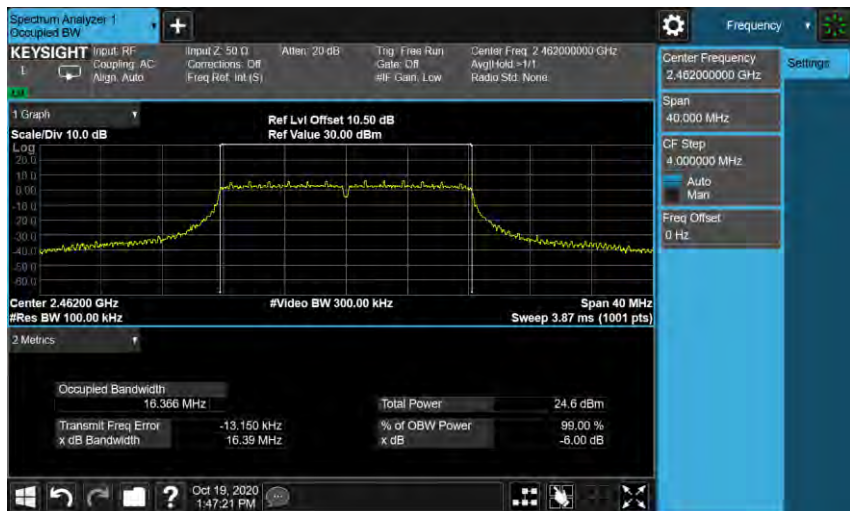 Spectrum Analyzer 1
Occupied BW
+
Frequency
KEYSIGHT
L
Input: RF
Coupling: AC
Align: Auto
Input Z: 50 Ω
Corrections: Off
Freq Ref: Int (S)
Atten: 20 dB
Trig: Free Run
Gate: Off
#IF Gain: Low
Center Freq: 2.462000000 GHz
Avg|Hold:>1/1
Radio Std: None
Center Frequency
2.462000000 GHz
Settings
Span
40.000 MHz
CF Step
4.000000 MHz
Auto
Man
Freq Offset
0 Hz
1 Graph
Scale/Div 10.0 dB
Ref Lvl Offset 10.50 dB
Ref Value 30.00 dBm
Log
20.0
10.0
0.00
-10.0
-20.0
-30.0
-40.0
-50.0
-60.0
Center 2.46200 GHz
#Res BW 100.00 kHz
#Video BW 300.00 kHz
Span 40 MHz
Sweep 3.87 ms (1001 pts)
2 Metrics
Occupied Bandwidth
16.366 MHz
Total Power 24.6 dBm
Transmit Freq Error -13.150 kHz
% of OBW Power 99.00 %
x dB Bandwidth 16.39 MHz
x dB -6.00 dB
?
Oct 19, 2020
1:47:21 PM